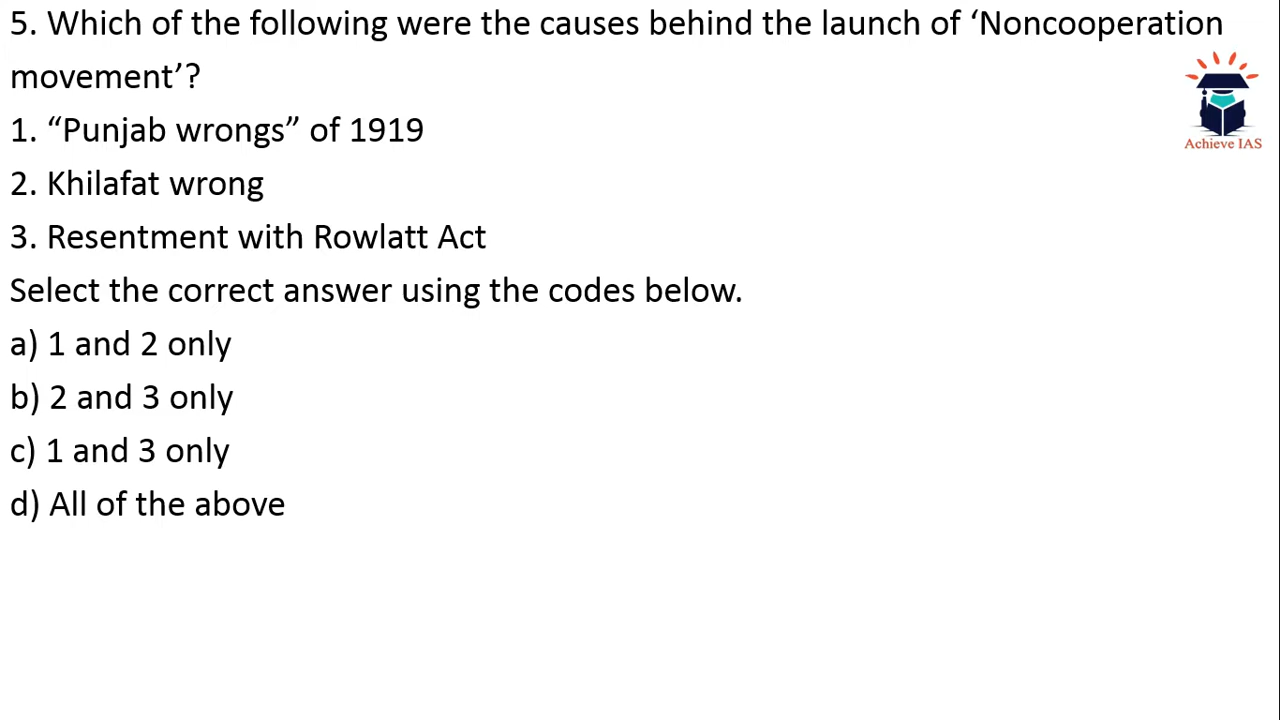 5. Which of the following were the causes behind the launch of ‘Noncooperation
movement’?
1. “Punjab wrongs” of 1919
2. Khilafat wrong
3. Resentment with Rowlatt Act
Select the correct answer using the codes below.
a) 1 and 2 only
b) 2 and 3 only
c) 1 and 3 only
d) All of the above
Achieve IAS